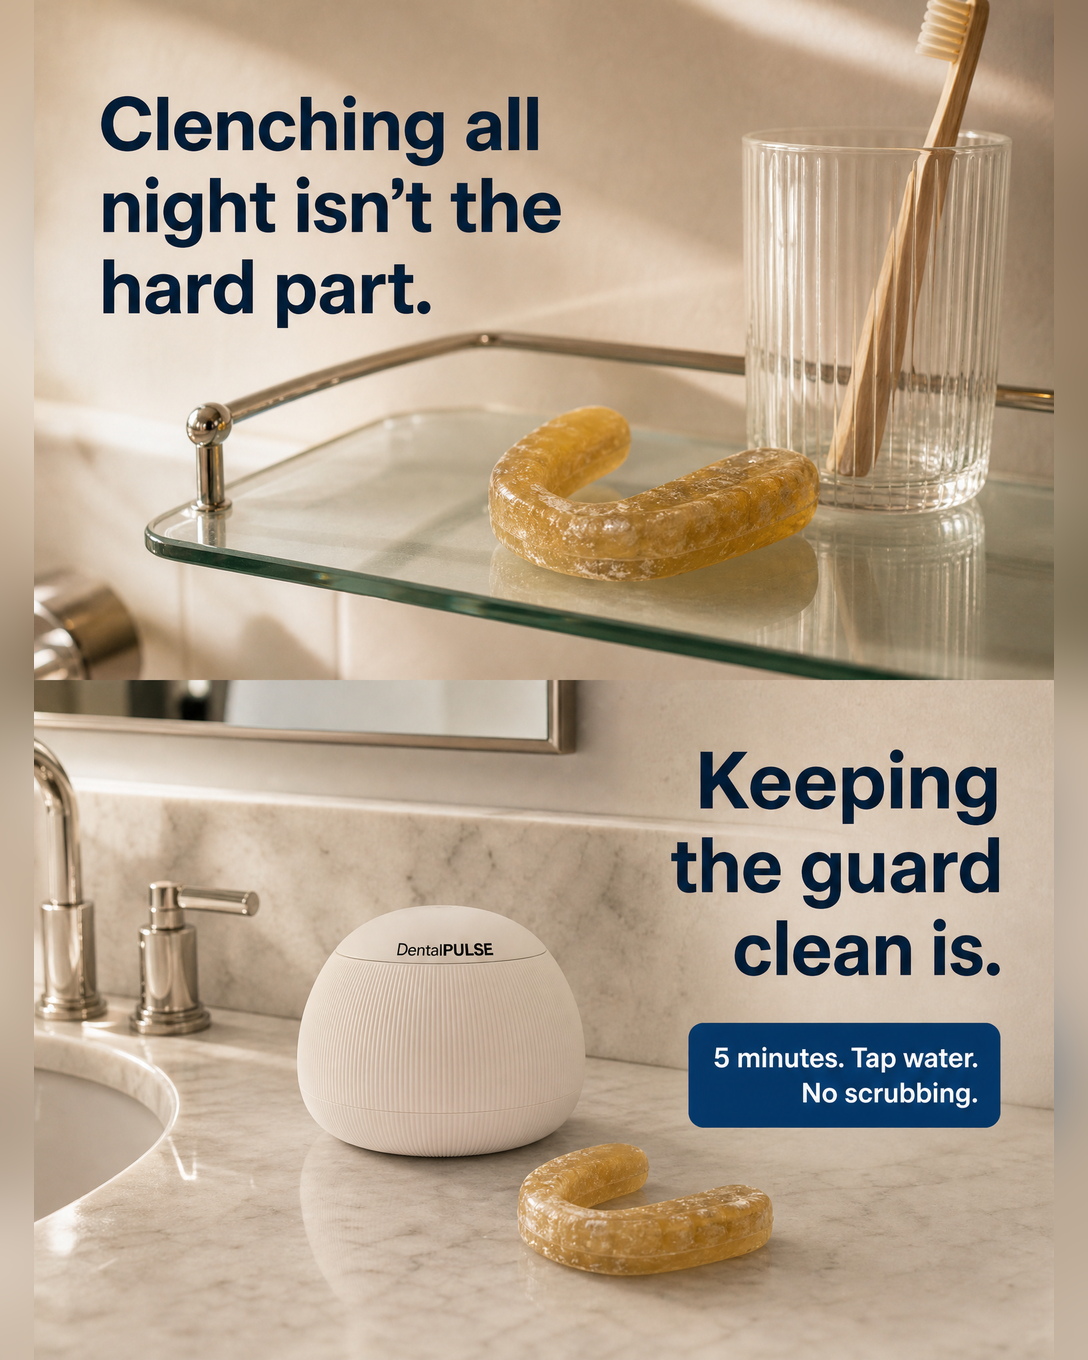 Clenching all
night isn’t the
hard part.
Keeping
the guard
clean is.
DentalPULSE
5 minutes. Tap water.
No scrubbing.